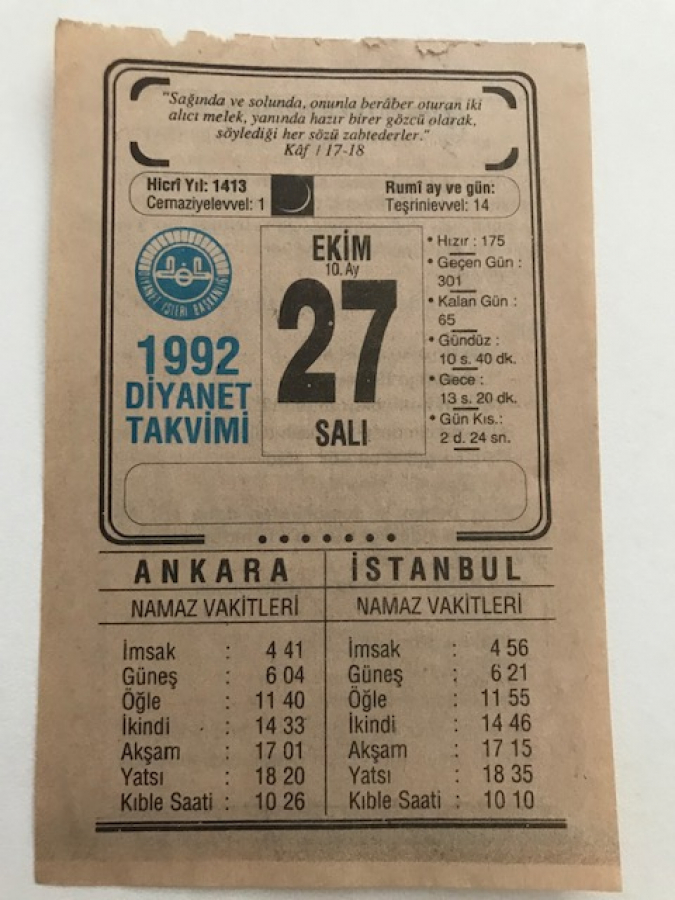 "Sağında ve solunda, onunla berâber oturan iki
alıcı melek, yanında hazır birer gözcü olarak,
söylediği her sözü zabtederler."
Kâf / 17-18
Hicrî Yıl: 1413
Cemaziyelevvel: 1
Rumî ay ve gün:
Teşrinievvel: 14
DİYANET İŞLERİ BAŞKANLIĞI
1992
DİYANET
TAKVİMİ
EKİM
10. Ay
27
SALI
• Hızır : 175
• Geçen Gün :
301
• Kalan Gün :
65
• Gündüz :
10 s. 40 dk.
• Gece :
13 s. 20 dk.
• Gün Kıs.:
2 d. 24 sn.
ANKARA
NAMAZ VAKİTLERİ
İmsak : 4 41
Güneş : 6 04
Öğle : 11 40
İkindi : 14 33
Akşam : 17 01
Yatsı : 18 20
Kıble Saati : 10 26
İSTANBUL
NAMAZ VAKİTLERİ
İmsak : 4 56
Güneş : 6 21
Öğle : 11 55
İkindi : 14 46
Akşam : 17 15
Yatsı : 18 35
Kıble Saati : 10 10